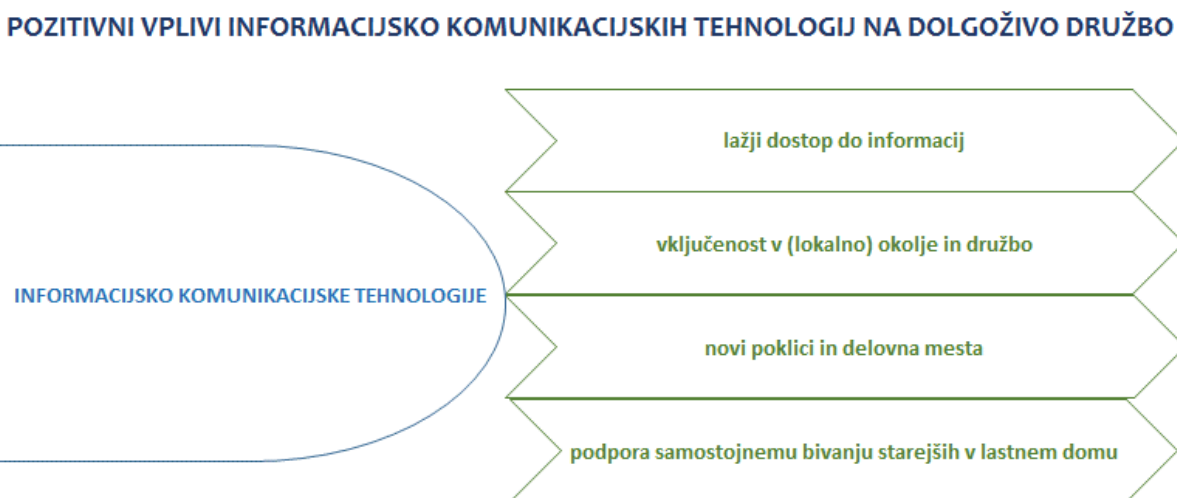 POZITIVNI VPLIVI INFORMACIJSKO KOMUNIKACIJSKIH TEHNOLOGIJ NA DOLGOŽIVO DRUŽBO
lažji dostop do informacij
vključenost v (lokalno) okolje in družbo
INFORMACIJSKO KOMUNIKACIJSKE TEHNOLOGIJE
novi poklici in delovna mesta
podpora samostojnemu bivanju starejših v lastnem domu